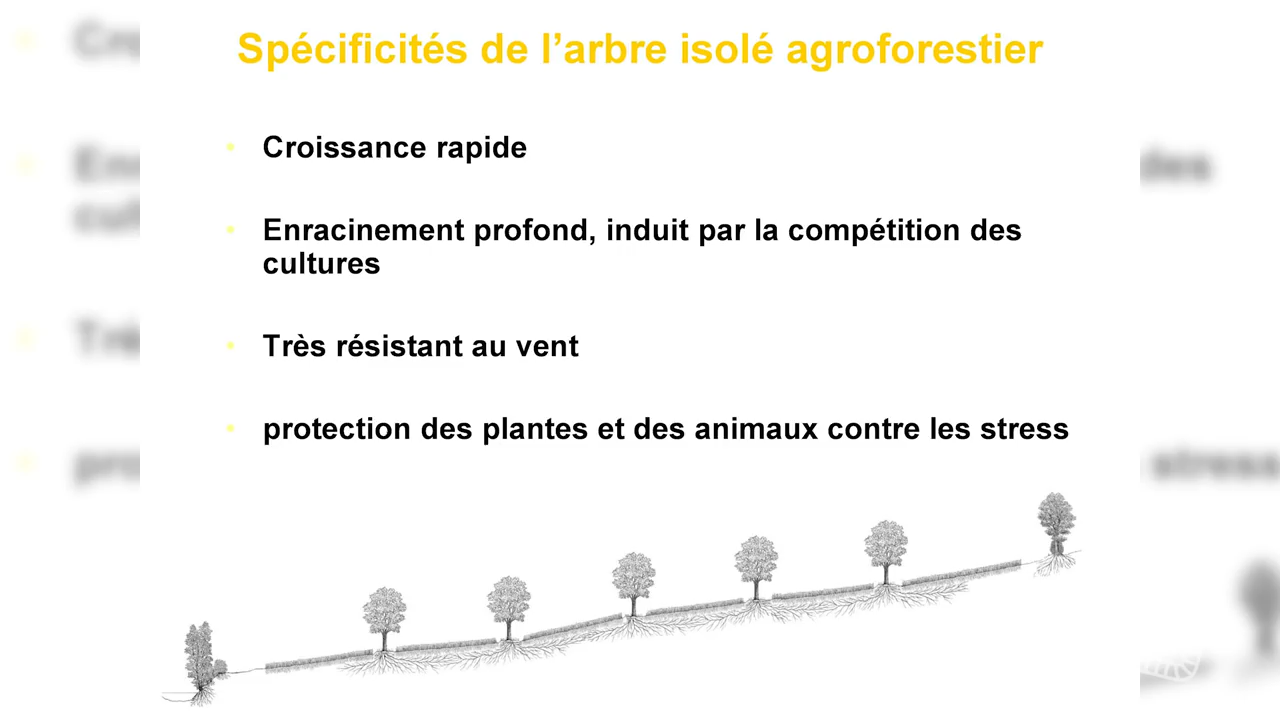 Spécificités de l’arbre isolé agroforestier
• Croissance rapide
• Enracinement profond, induit par la compétition des
cultures
• Très résistant au vent
• protection des plantes et des animaux contre les stress